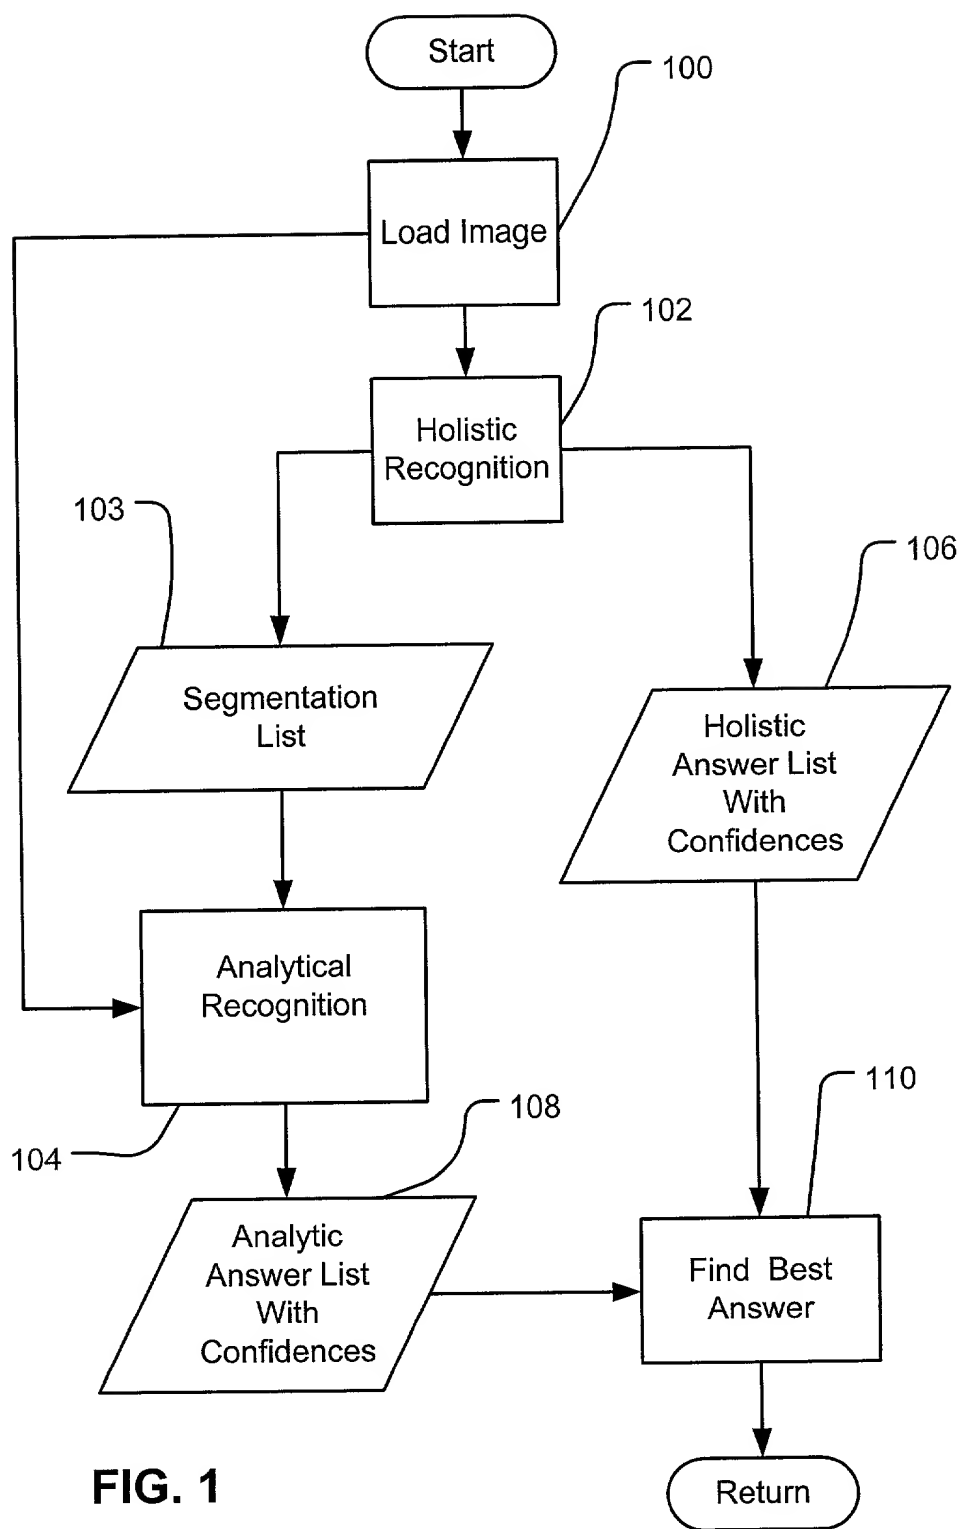 Start
100
Load Image
102
Holistic
Recognition
103
106
Segmentation
List
Holistic
Answer List
With
Confidences
Analytical
Recognition
104
108
110
Analytic
Answer List
With
Confidences
Find Best
Answer
FIG. 1
Return